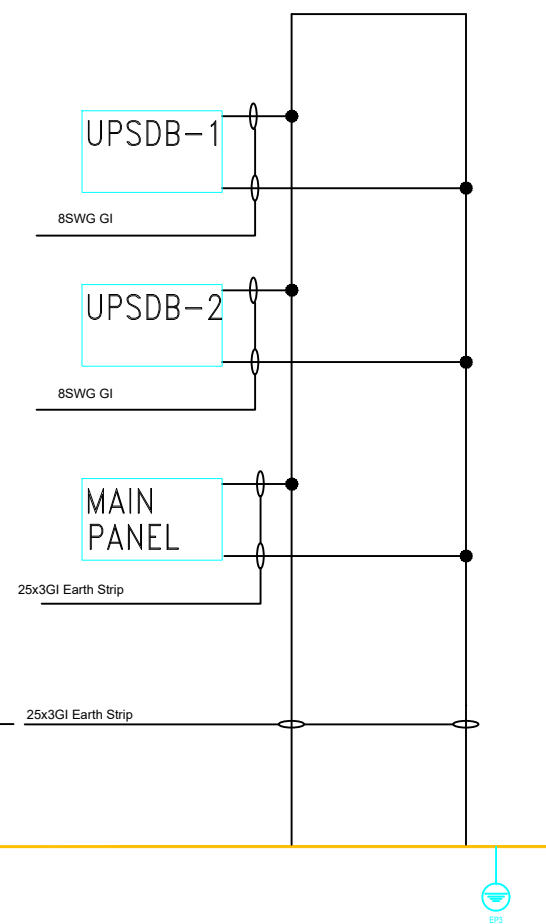 UPSDB-1
8SWG GI
UPSDB-2
8SWG GI
MAIN
PANEL
25x3GI Earth Strip
25x3GI Earth Strip
EP3